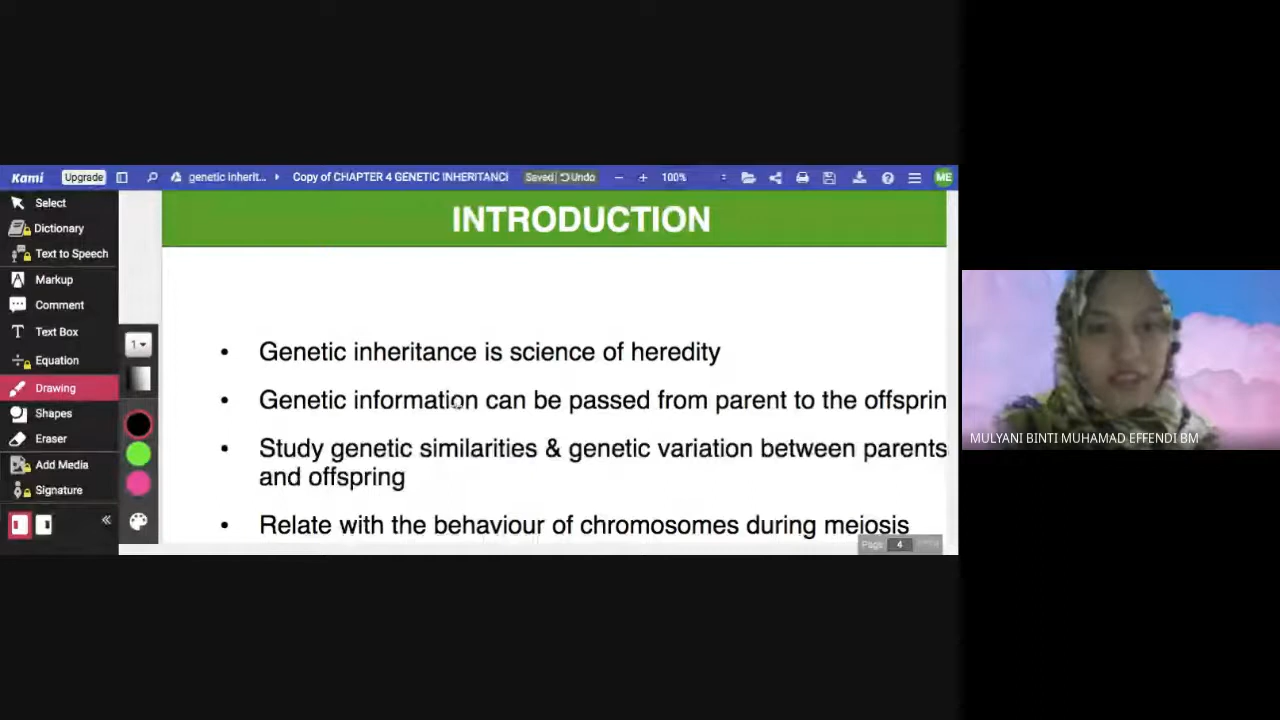 Kami Upgrade genetic inherit... Copy of CHAPTER 4 GENETIC INHERITANCI Saved Undo − + 100% ME
Select
Dictionary
Text to Speech
Markup
Comment
Text Box
Equation
Drawing
Shapes
Eraser
Add Media
Signature
1
INTRODUCTION
• Genetic inheritance is science of heredity
• Genetic information can be passed from parent to the offsprin
• Study genetic similarities & genetic variation between parents
and offspring
• Relate with the behaviour of chromosomes during meiosis
Page 4
MULYANI BINTI MUHAMAD EFFENDI BM